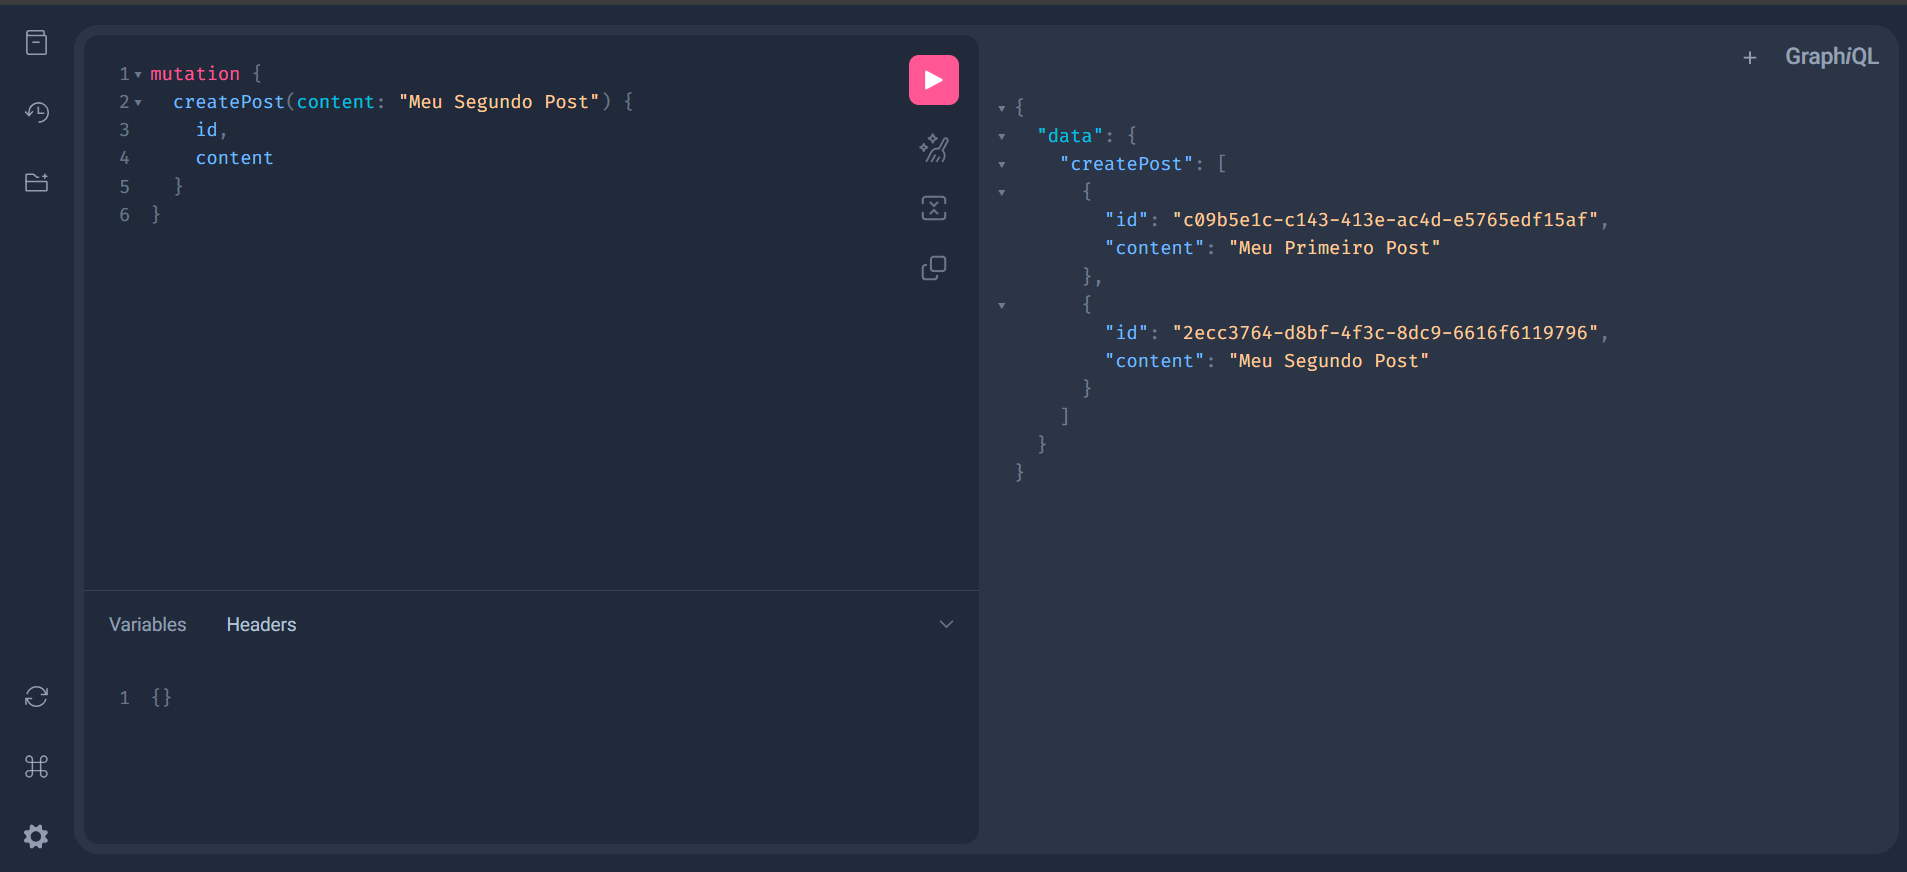 1 mutation {
2 createPost(content: "Meu Segundo Post") {
3 id,
4 content
5 }
6 }
Variables Headers
1 {}
+ GraphiQL
{
"data": {
"createPost": [
{
"id": "c09b5e1c-c143-413e-ac4d-e5765edf15af",
"content": "Meu Primeiro Post"
},
{
"id": "2ecc3764-d8bf-4f3c-8dc9-6616f6119796",
"content": "Meu Segundo Post"
}
]
}
}